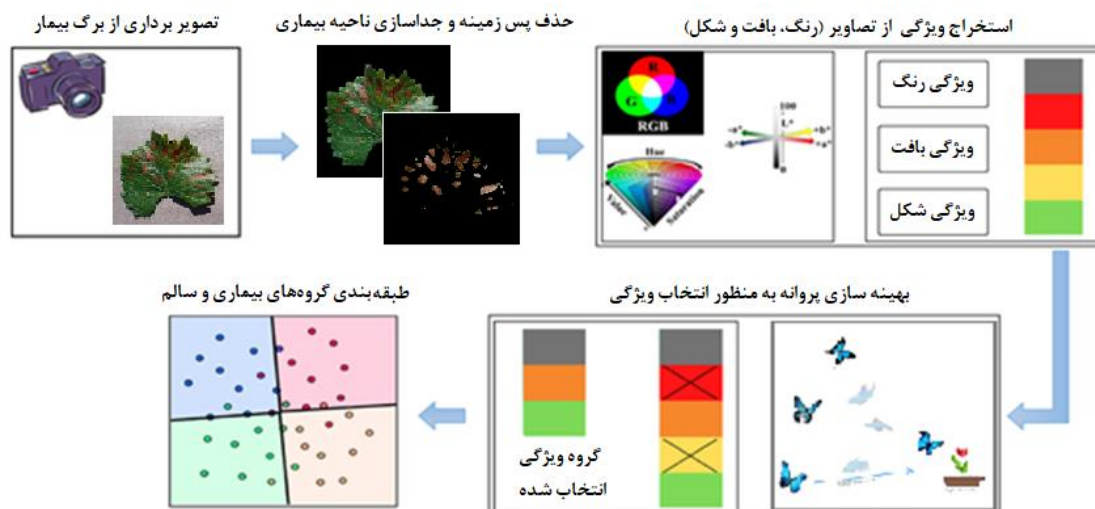 تصویر برداری از برگ بیمار
حذف پس زمینه و جداسازی ناحیه بیماری
استخراج ویژگی از تصاویر (رنگ، بافت و شکل)
R
G
RGB
Hue
Value
Saturation
100
L*
-a*
+b*
-b*
+a*
0
ویژگی رنگ
ویژگی بافت
ویژگی شکل
بهینه سازی پروانه به منظور انتخاب ویژگی
گروه ویژگی
انتخاب شده
طبقه‌بندی گروه‌های بیماری و سالم